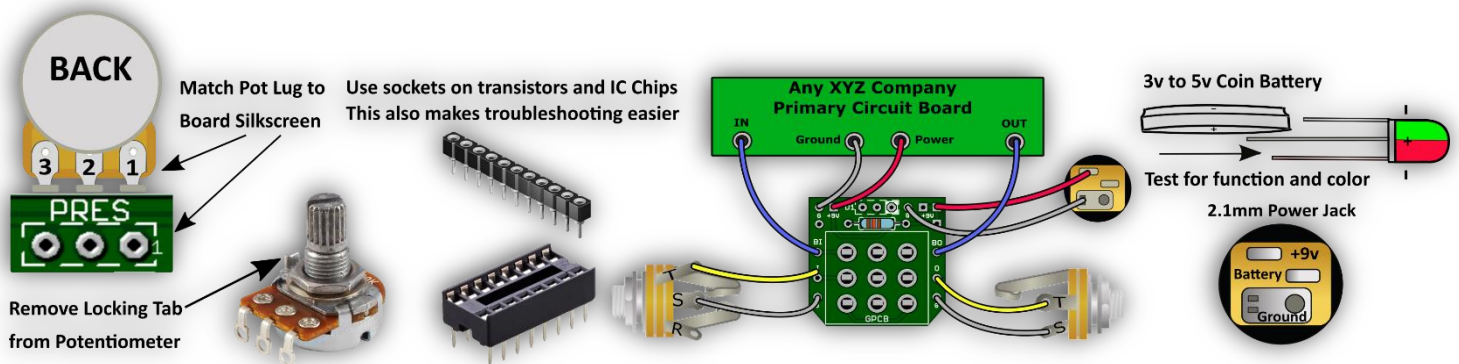 BACK
3 2 1
PRES
1
Match Pot Lug to
Board Silkscreen
Remove Locking Tab
from Potentiometer
Use sockets on transistors and IC Chips
This also makes troubleshooting easier
Any XYZ Company
Primary Circuit Board
IN
Ground
Power
OUT
G +9v
G +9v
BI
BO
I
O
G
GPCB
T
S
R
T
S
3v to 5v Coin Battery
-
+
-
+
Test for function and color
2.1mm Power Jack
+9v
Battery
Ground